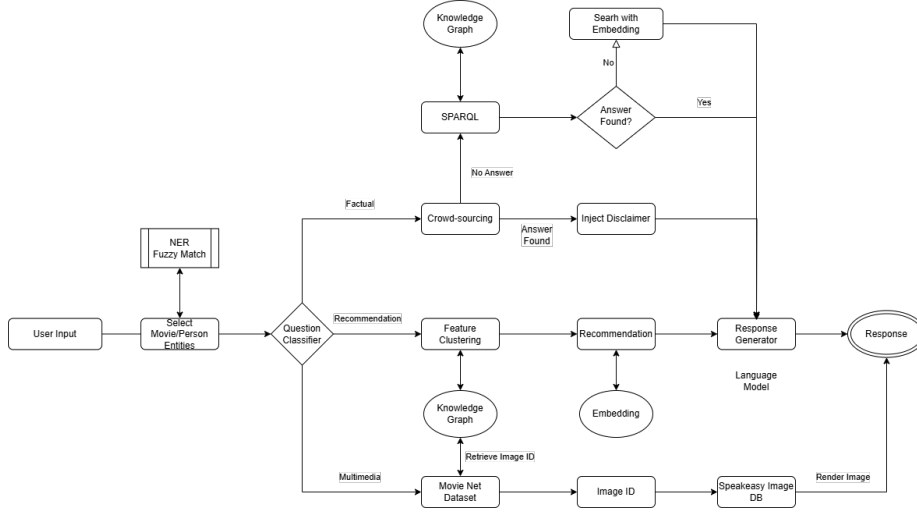 Knowledge
Graph
Searh with
Embedding
No
SPARQL
Answer
Found?
Yes
No Answer
Factual
Crowd-sourcing
Inject Disclaimer
Answer
Found
NER
Fuzzy Match
User Input
Select
Movie/Person
Entities
Question
Classifier
Recommendation
Feature
Clustering
Recommendation
Response
Generator
Response
Language
Model
Knowledge
Graph
Embedding
Retrieve Image ID
Multimedia
Movie Net
Dataset
Image ID
Speakeasy Image
DB
Render Image